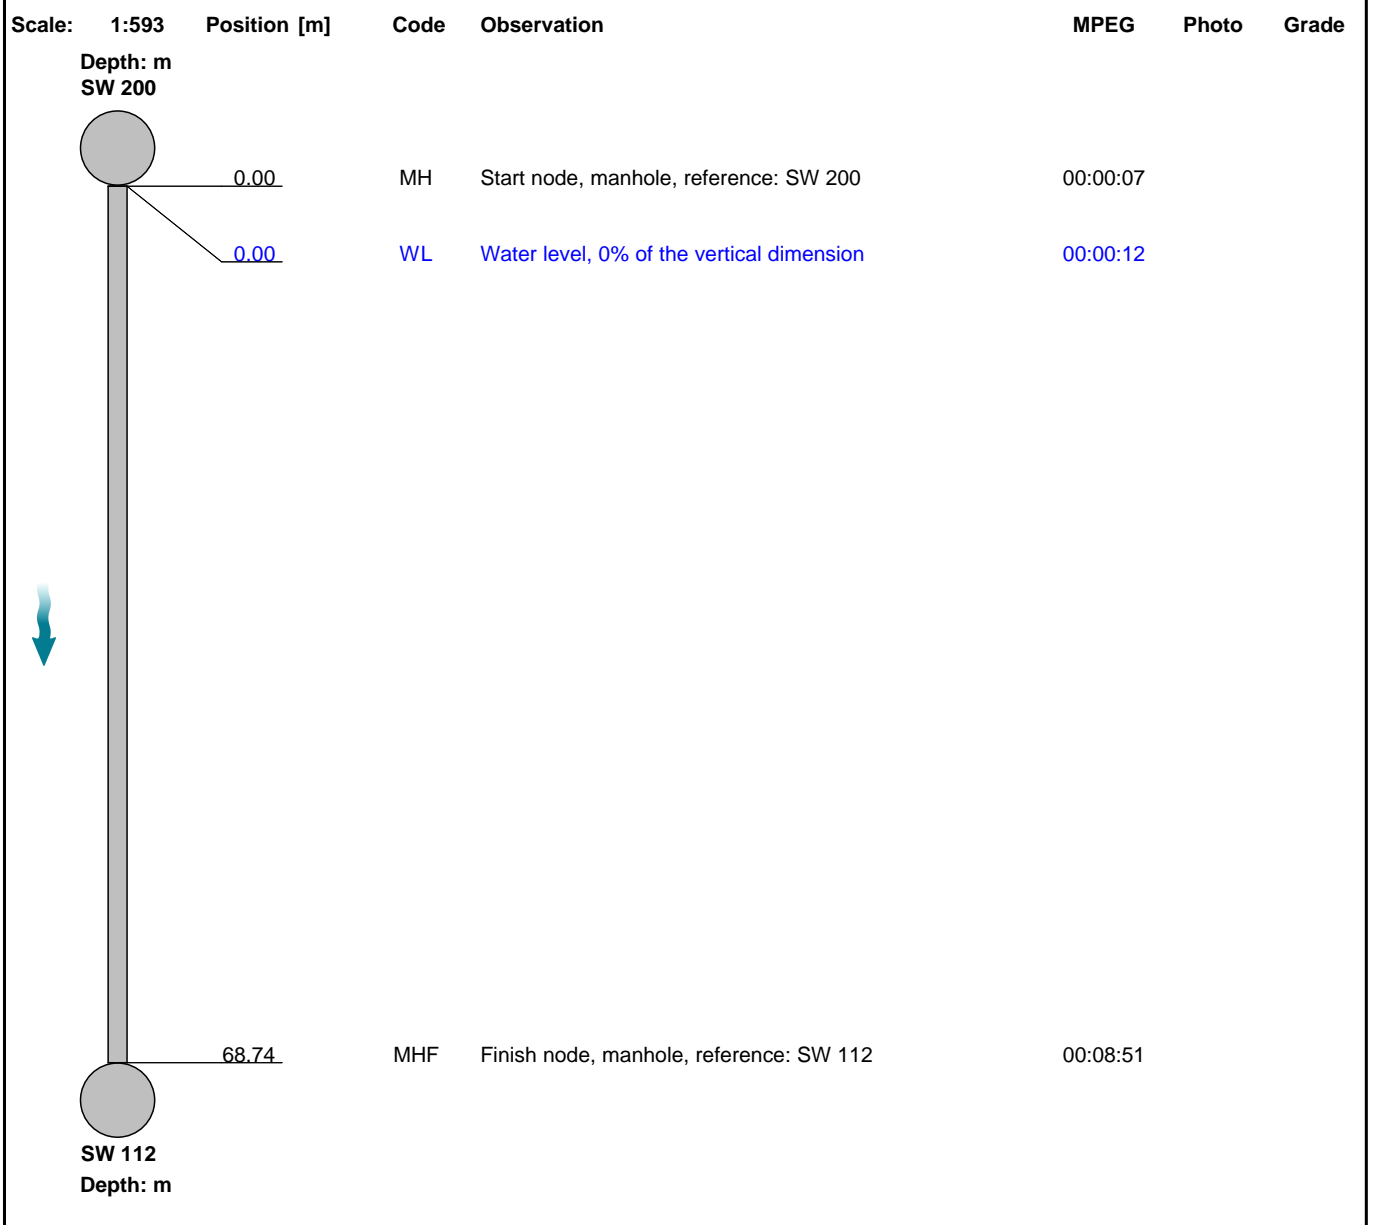 Scale: 1:593 Position [m] Code Observation MPEG Photo Grade
Depth: m
SW 200
0.00 MH Start node, manhole, reference: SW 200 00:00:07
0.00 WL Water level, 0% of the vertical dimension 00:00:12
68.74 MHF Finish node, manhole, reference: SW 112 00:08:51
SW 112
Depth: m